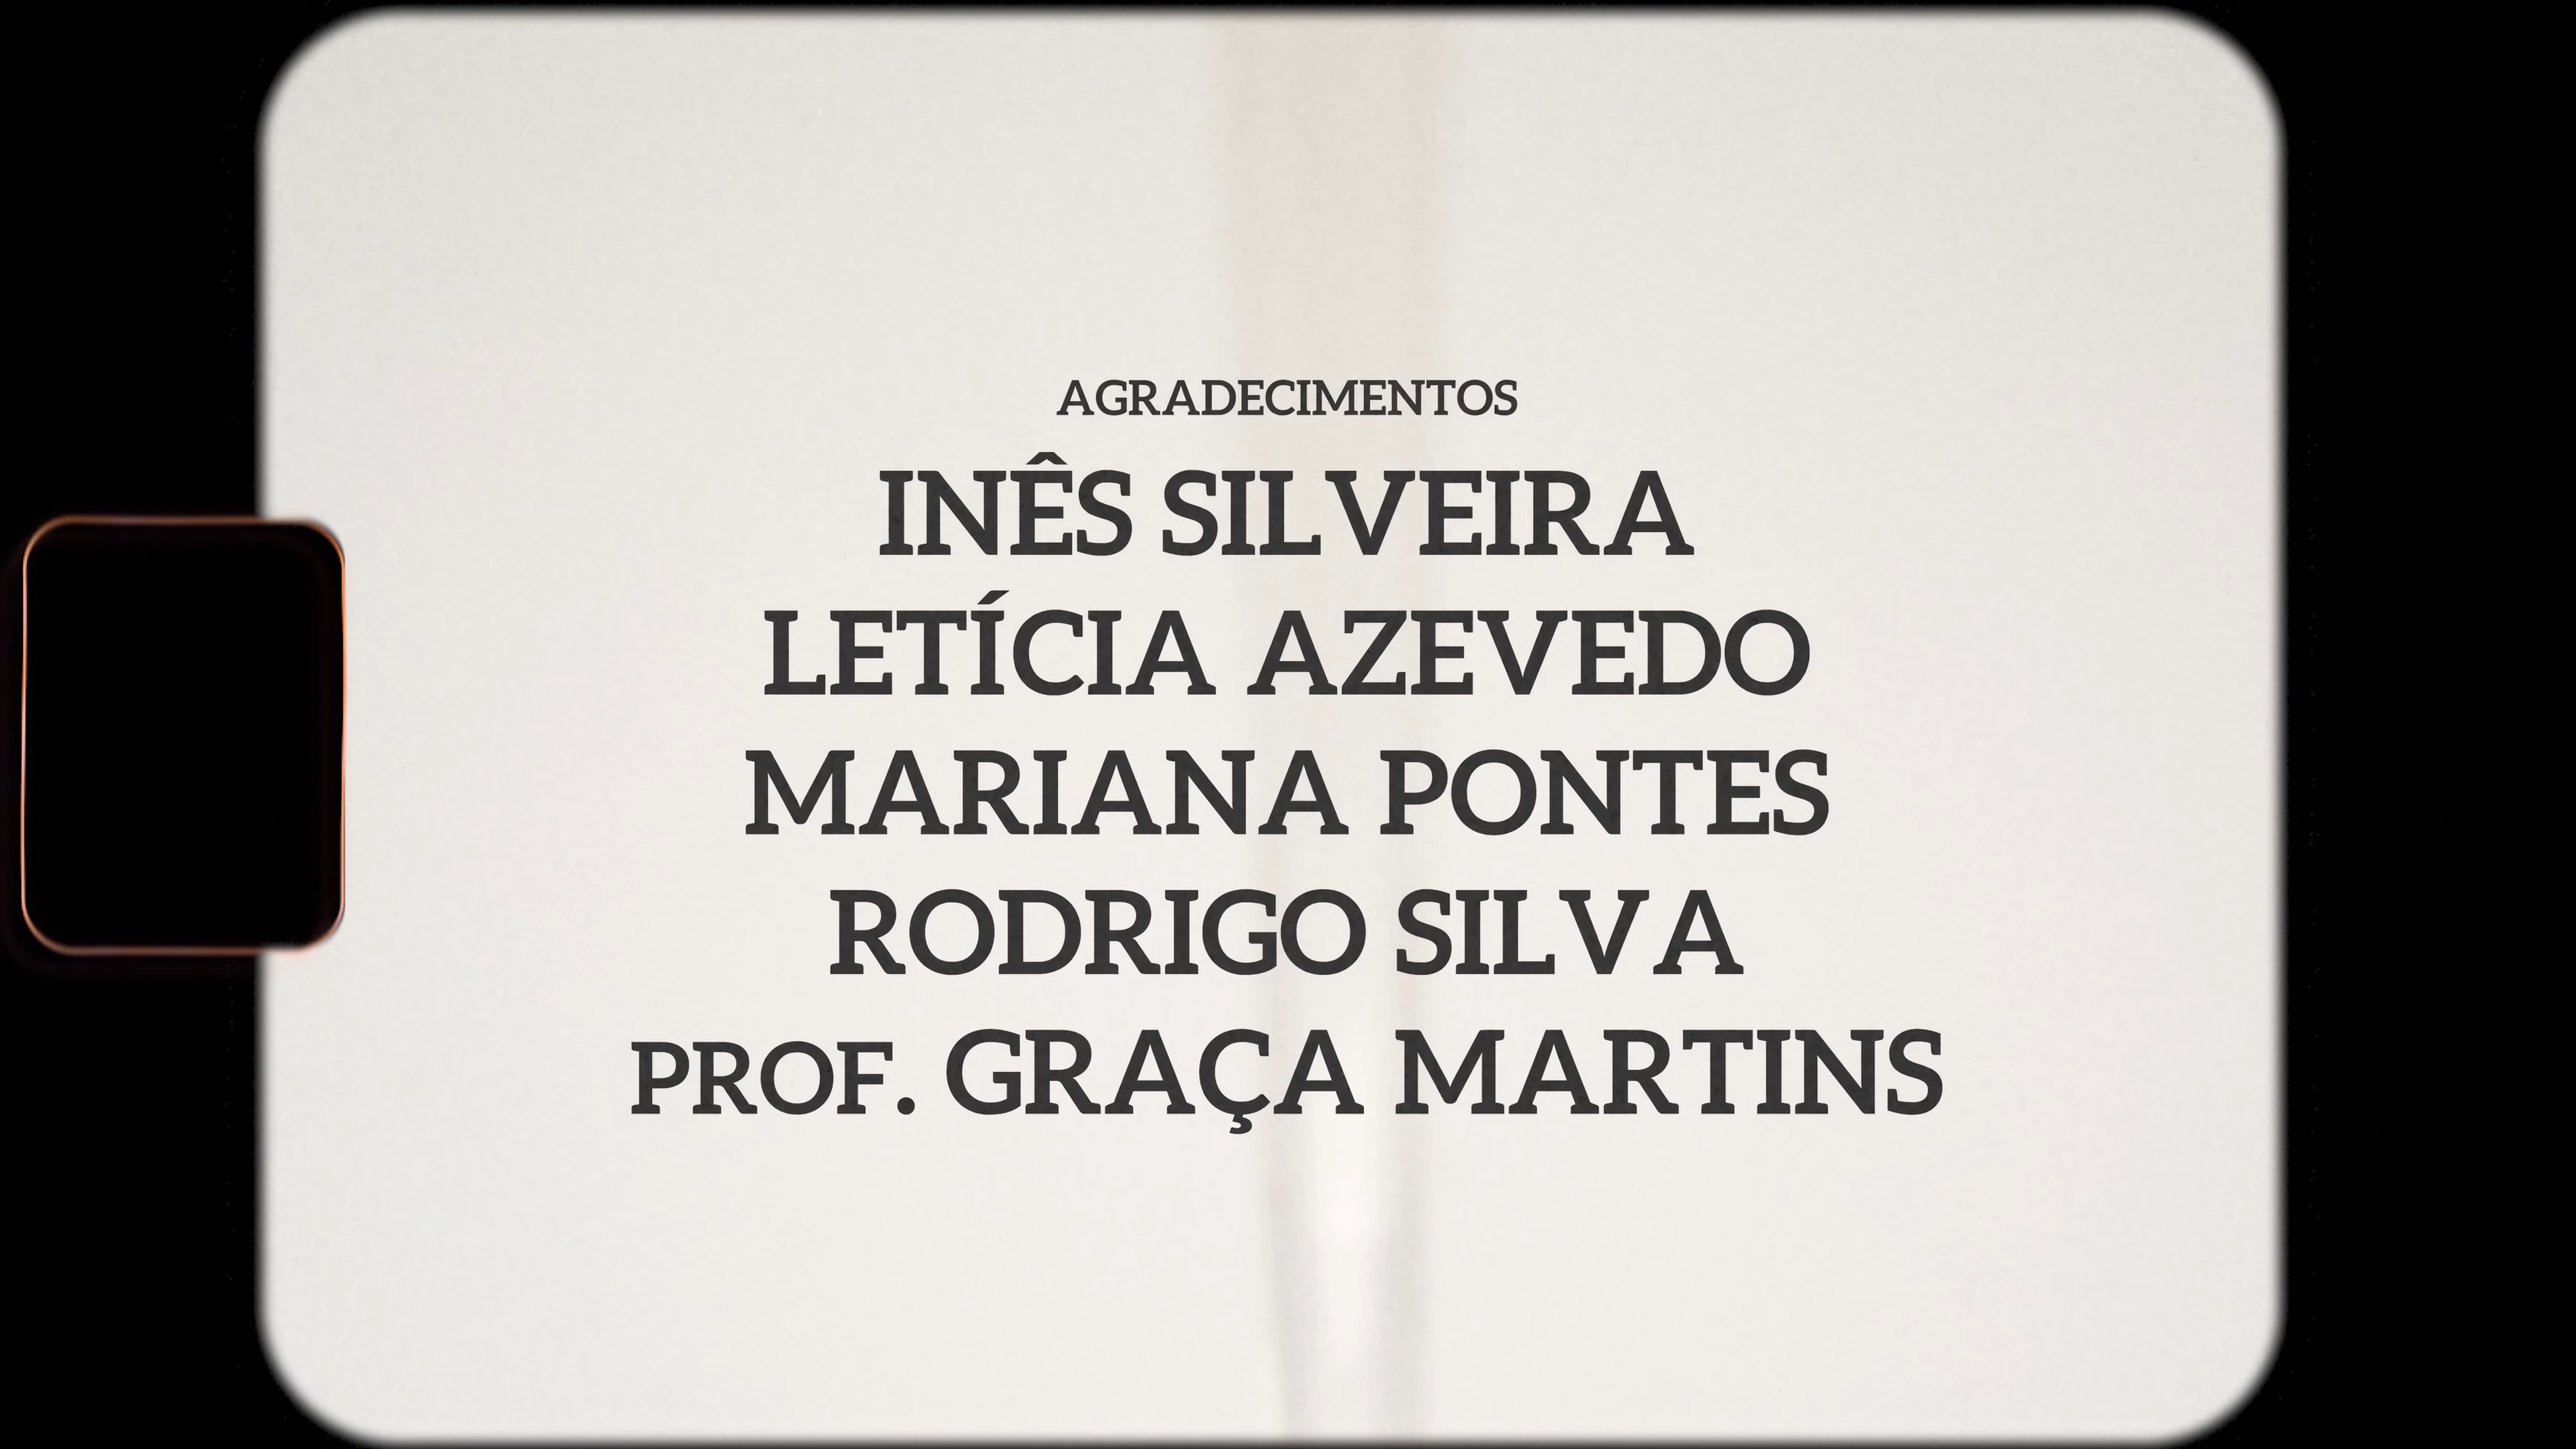 AGRADECIMENTOS
INÊS SILVEIRA
LETÍCIA AZEVEDO
MARIANA PONTES
RODRIGO SILVA
PROF. GRAÇA MARTINS